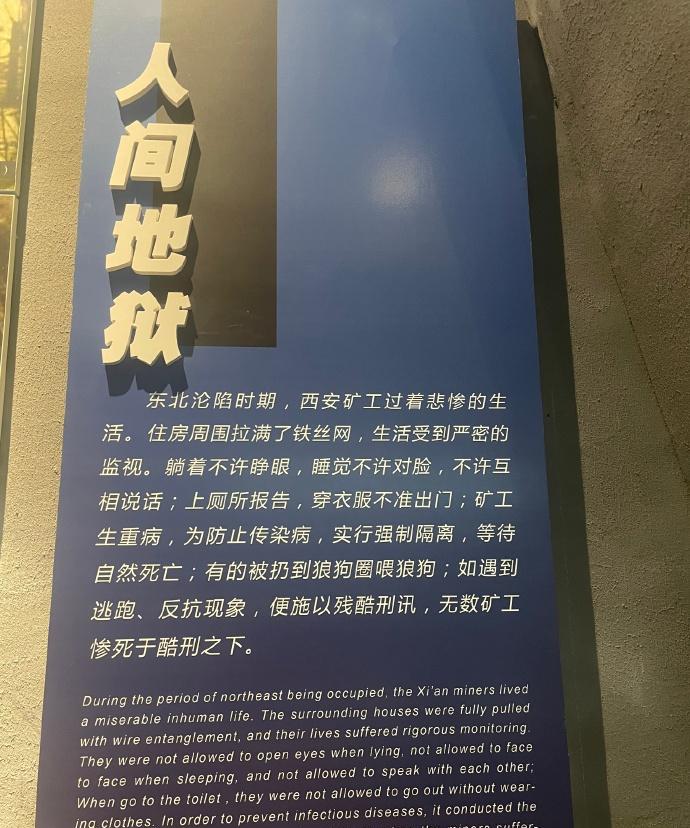 人间地狱
东北沦陷时期，西安矿工过着悲惨的生
活。住房周围拉满了铁丝网，生活受到严密的
监视。躺着不许睁眼，睡觉不许对脸，不许互
相说话；上厕所报告，穿衣服不准出门；矿工
生重病，为防止传染病，实行强制隔离，等待
自然死亡；有的被扔到狼狗圈喂狼狗；如遇到
逃跑、反抗现象，便施以残酷刑讯，无数矿工
惨死于酷刑之下。
During the period of northeast being occupied, the Xi'an miners lived
a miserable inhuman life. The surrounding houses were fully pulled
with wire entanglement, and their lives suffered rigorous monitoring.
They were not allowed to open eyes when lying, not allowed to face
to face when sleeping, and not allowed to speak with each other;
When go to the toilet , they were not allowed to go out without wear-
ing clothes. In order to prevent infectious diseases, it conducted the
the miners suffer-